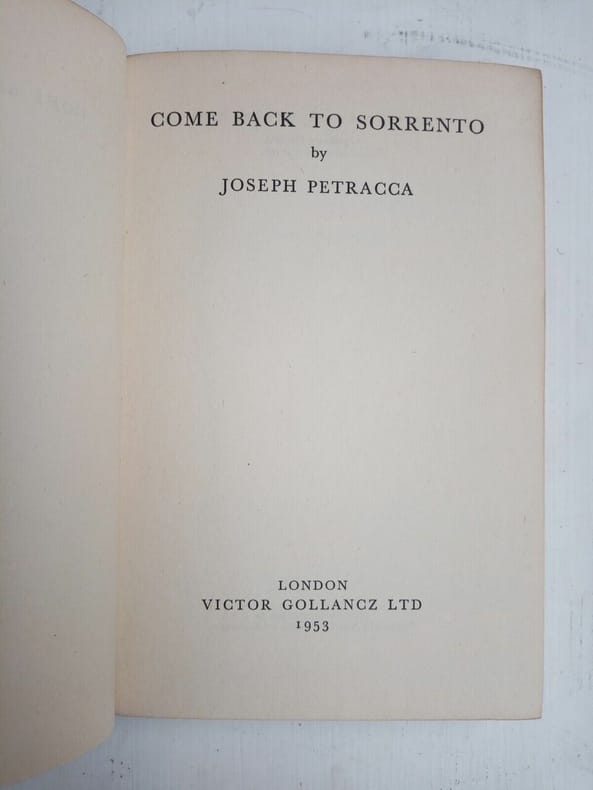 COME BACK TO SORRENTO
by
JOSEPH PETRACCA
LONDON
VICTOR GOLLANCZ LTD
1953